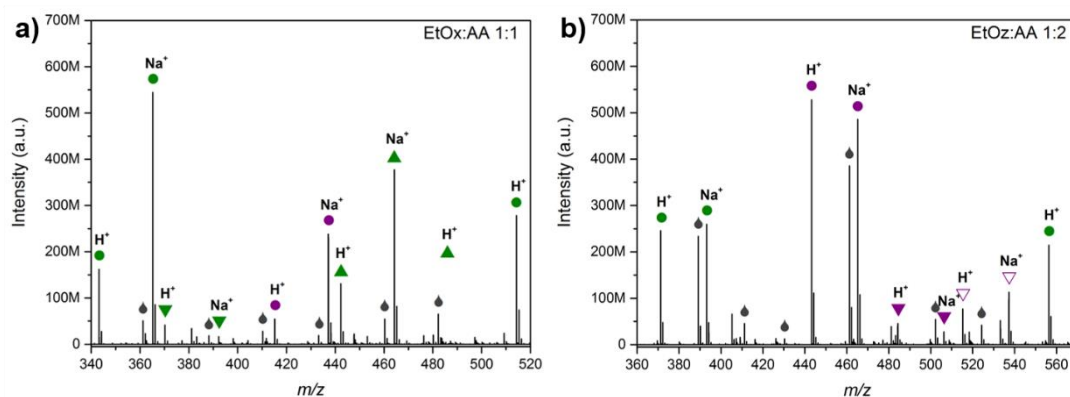 a)
EtOx:AA 1:1
700M
600M
500M
400M
300M
200M
100M
0M
Intensity (a.u.)
H⁺
Na⁺
H⁺
Na⁺
H⁺
Na⁺
H⁺
Na⁺
H⁺
H⁺
340
360
380
400
420
440
460
480
500
520
m/z
b)
EtOz:AA 1:2
700M
600M
500M
400M
300M
200M
100M
0M
Intensity (a.u.)
H⁺
Na⁺
H⁺
Na⁺
H⁺
Na⁺
H⁺
Na⁺
H⁺
360
380
400
420
440
460
480
500
520
540
560
m/z